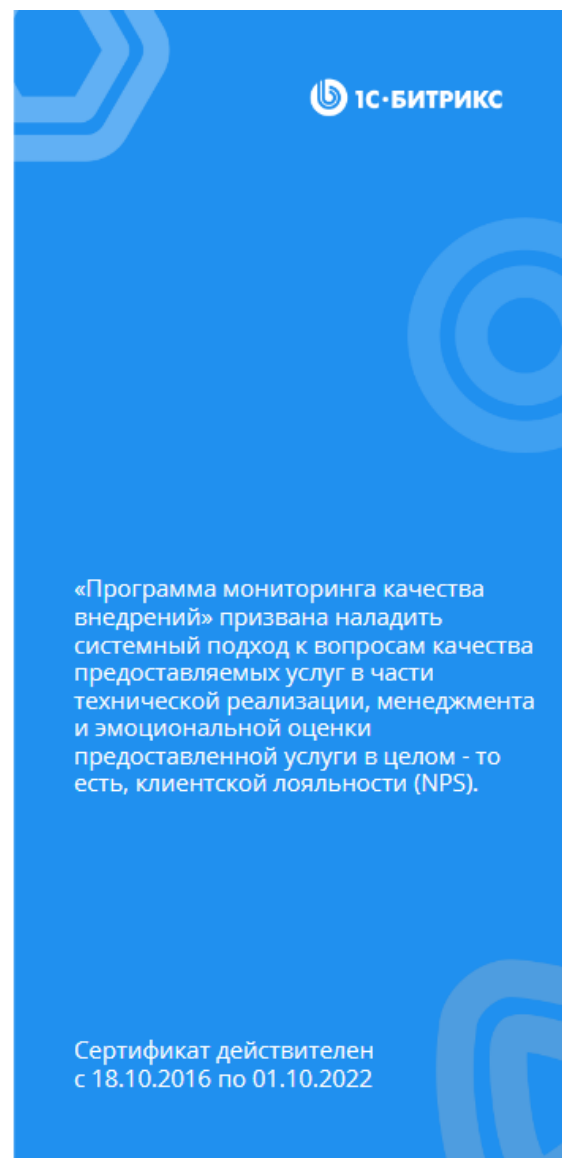 1С·БИТРИКС
«Программа мониторинга качества
внедрений» призвана наладить
системный подход к вопросам качества
предоставляемых услуг в части
технической реализации, менеджмента
и эмоциональной оценки
предоставленной услуги в целом - то
есть, клиентской лояльности (NPS).
Сертификат действителен
с 18.10.2016 по 01.10.2022